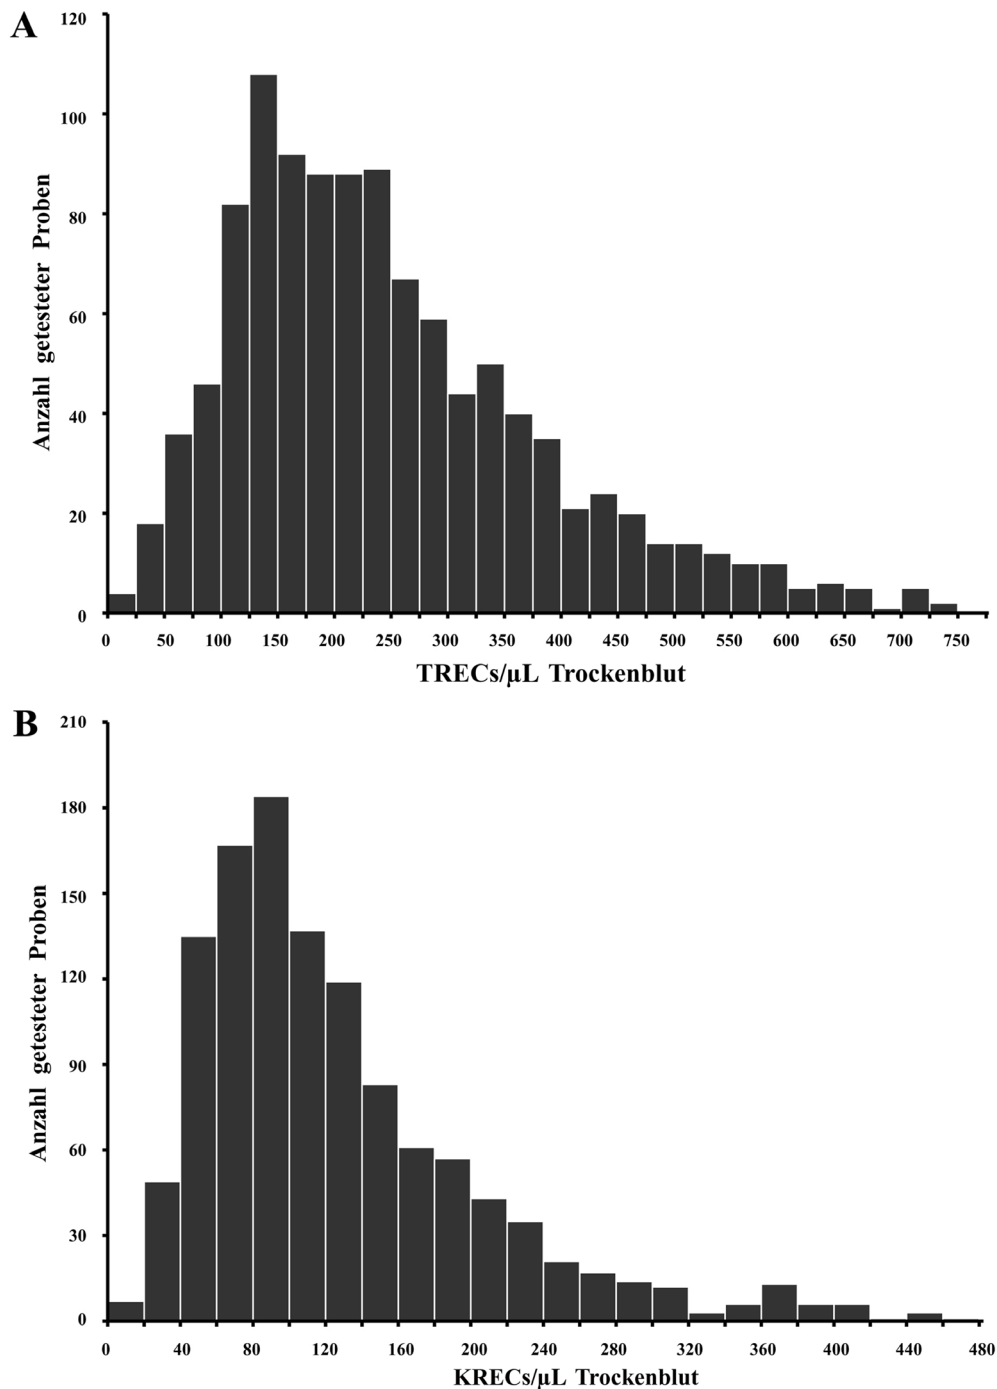 A
120
100
80
60
40
20
0
Anzahl getesteter Proben
0 50 100 150 200 250 300 350 400 450 500 550 600 650 700 750
TRECs/µL Trockenblut
B
210
180
150
120
90
60
30
0
Anzahl getesteter Proben
0 40 80 120 160 200 240 280 320 360 400 440 480
KRECs/µL Trockenblut